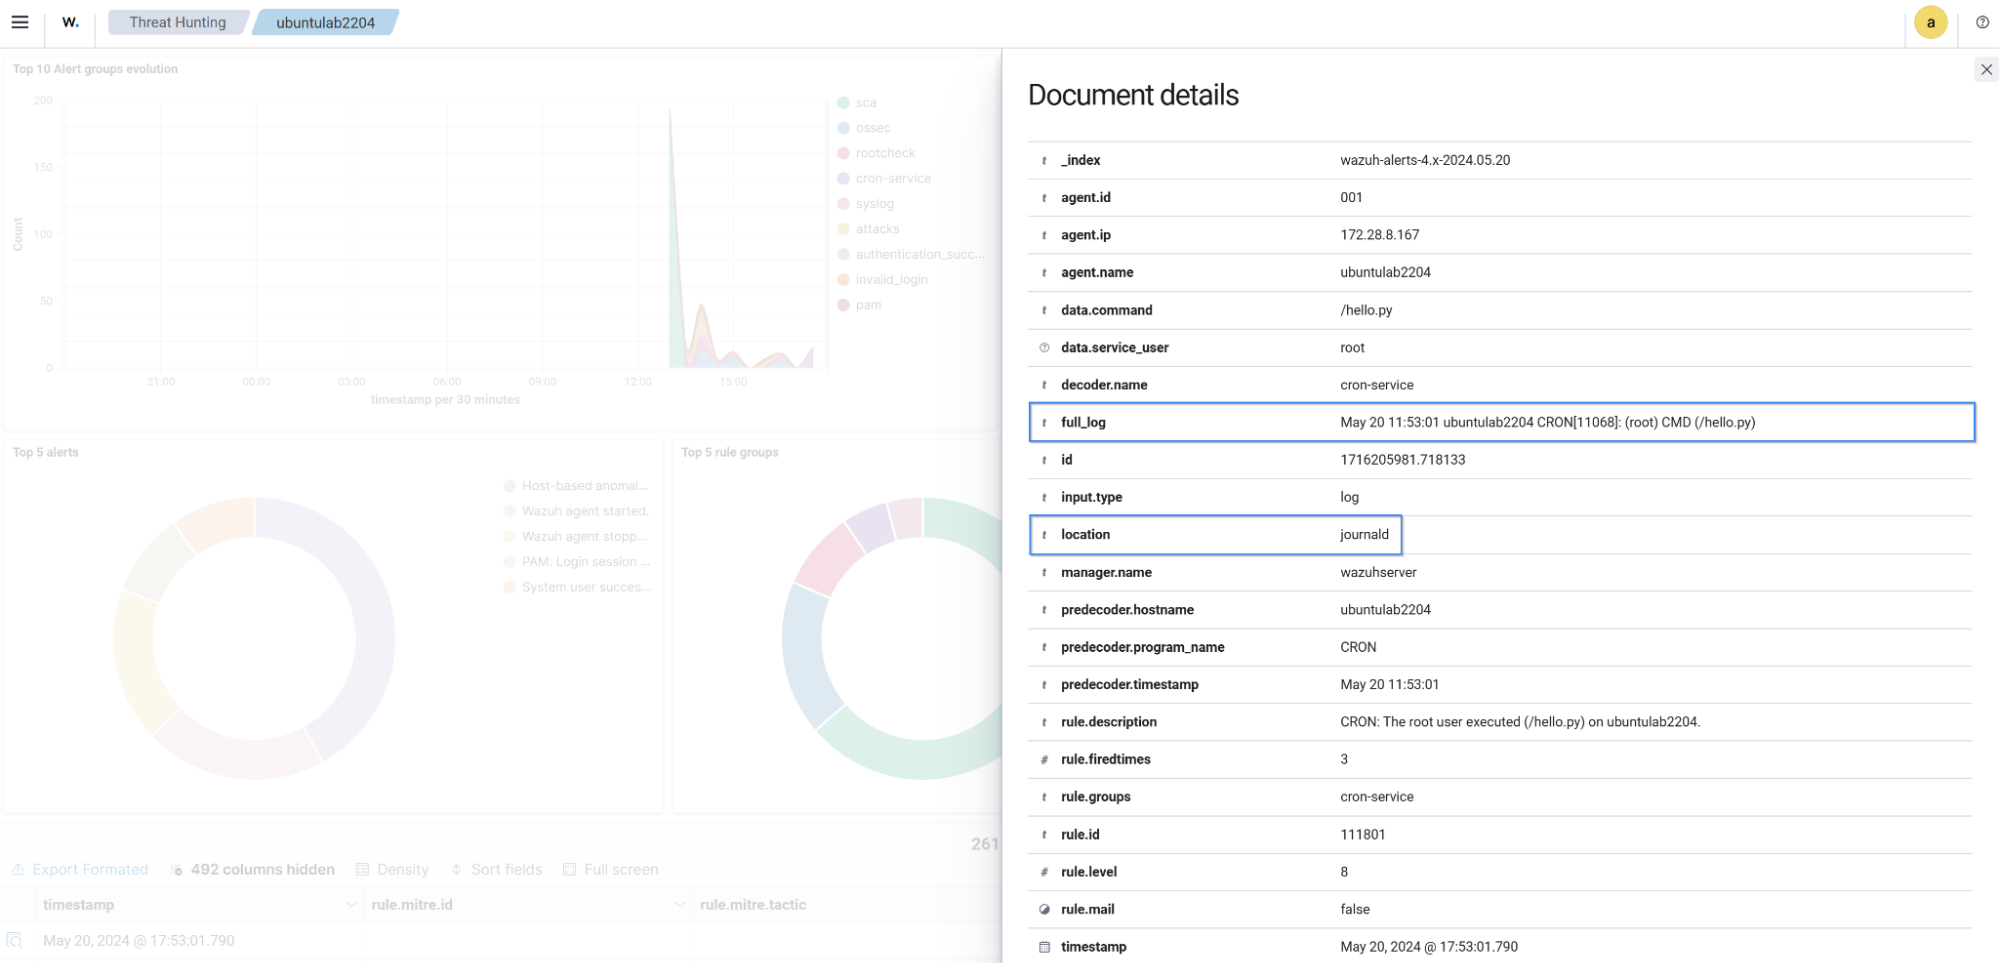 W.
Threat Hunting
ubuntulab2204
a
Top 10 Alert groups evolution
200
150
100
50
0
Count
21:00 00:00 03:00 06:00 09:00 12:00 15:00
timestamp per 30 minutes
sca
ossec
rootcheck
cron-service
syslog
attacks
authentication_succ...
invalid_login
pam
Top 5 alerts
Host-based anomal...
Wazuh agent started.
Wazuh agent stopp...
PAM: Login session ...
System user succes...
Top 5 rule groups
261
Export Formated 492 columns hidden Density Sort fields Full screen
timestamp rule.mitre.id rule.mitre.tactic
May 20, 2024 @ 17:53:01.790
Document details
t _index wazuh-alerts-4.x-2024.05.20
t agent.id 001
t agent.ip 172.28.8.167
t agent.name ubuntulab2204
t data.command /hello.py
data.service_user root
t decoder.name cron-service
t full_log May 20 11:53:01 ubuntulab2204 CRON[11068]: (root) CMD (/hello.py)
t id 1716205981.718133
t input.type log
t location journald
t manager.name wazuhserver
t predecoder.hostname ubuntulab2204
t predecoder.program_name CRON
t predecoder.timestamp May 20 11:53:01
t rule.description CRON: The root user executed (/hello.py) on ubuntulab2204.
# rule.firedtimes 3
t rule.groups cron-service
t rule.id 111801
# rule.level 8
rule.mail false
timestamp May 20, 2024 @ 17:53:01.790